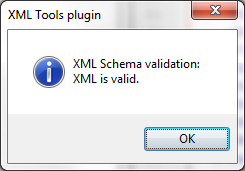 XML Tools plugin
XML Schema validation:
XML is valid.
OK